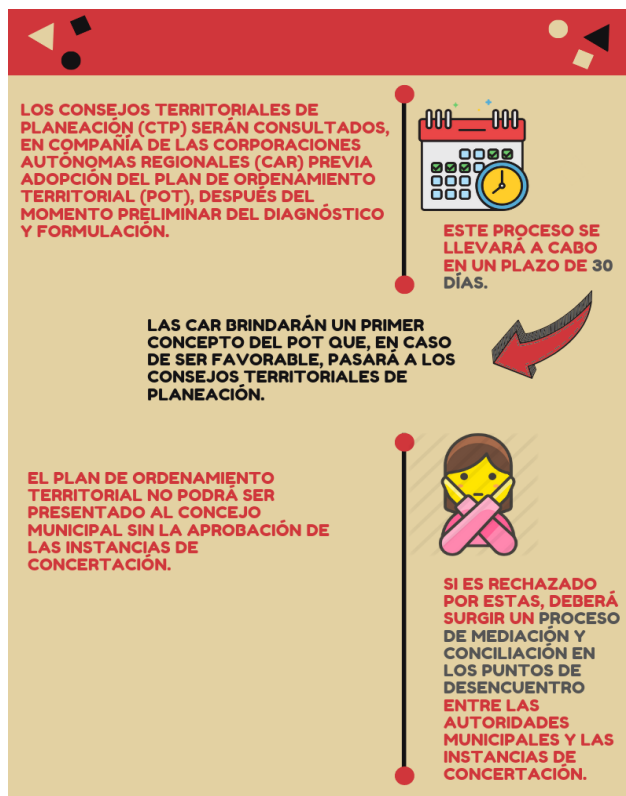 LOS CONSEJOS TERRITORIALES DE
PLANEACIÓN (CTP) SERÁN CONSULTADOS,
EN COMPAÑÍA DE LAS CORPORACIONES
AUTÓNOMAS REGIONALES (CAR) PREVIA
ADOPCIÓN DEL PLAN DE ORDENAMIENTO
TERRITORIAL (POT), DESPUÉS DEL
MOMENTO PRELIMINAR DEL DIAGNÓSTICO
Y FORMULACIÓN.
ESTE PROCESO SE
LLEVARÁ A CABO
EN UN PLAZO DE 30
DÍAS.
LAS CAR BRINDARÁN UN PRIMER
CONCEPTO DEL POT QUE, EN CASO
DE SER FAVORABLE, PASARÁ A LOS
CONSEJOS TERRITORIALES DE
PLANEACIÓN.
EL PLAN DE ORDENAMIENTO
TERRITORIAL NO PODRÁ SER
PRESENTADO AL CONCEJO
MUNICIPAL SIN LA APROBACIÓN DE
LAS INSTANCIAS DE
CONCERTACIÓN.
SI ES RECHAZADO
POR ESTAS, DEBERÁ
SURGIR UN PROCESO
DE MEDIACIÓN Y
CONCILIACIÓN EN
LOS PUNTOS DE
DESENCUENTRO
ENTRE LAS
AUTORIDADES
MUNICIPALES Y LAS
INSTANCIAS DE
CONCERTACIÓN.